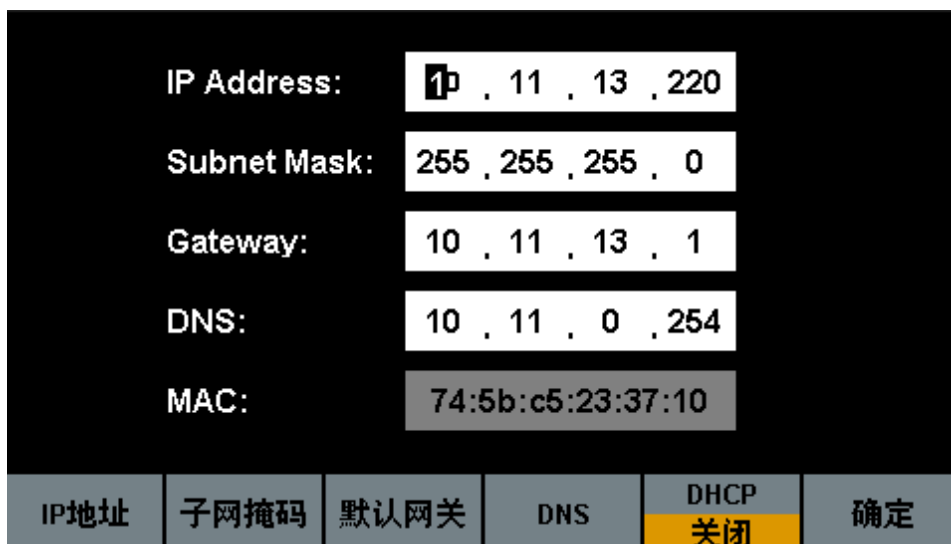 IP Address: 10 . 11 . 13 . 220
Subnet Mask: 255 . 255 . 255 . 0
Gateway: 10 . 11 . 13 . 1
DNS: 10 . 11 . 0 . 254
MAC: 74:5b:c5:23:37:10
IP地址 子网掩码 默认网关 DNS DHCP 确定
关闭